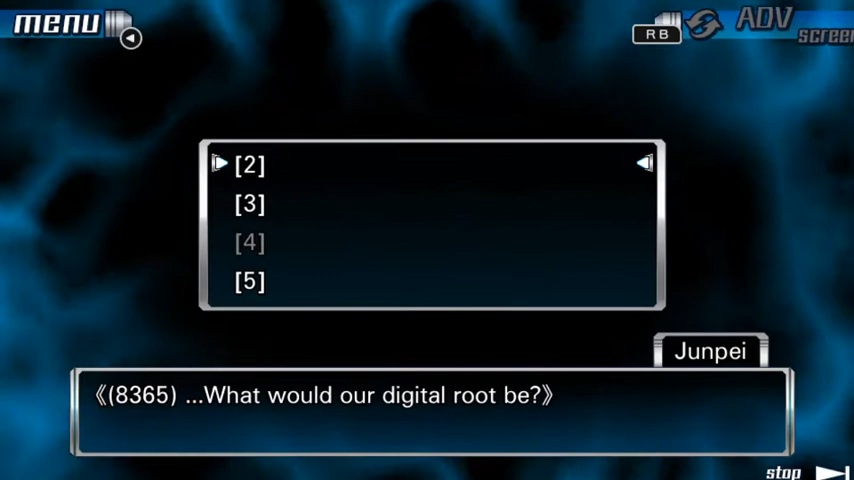 menu
RB
ADV
screen
[2]
[3]
[4]
[5]
Junpei
《(8365) ...What would our digital root be?》
stop